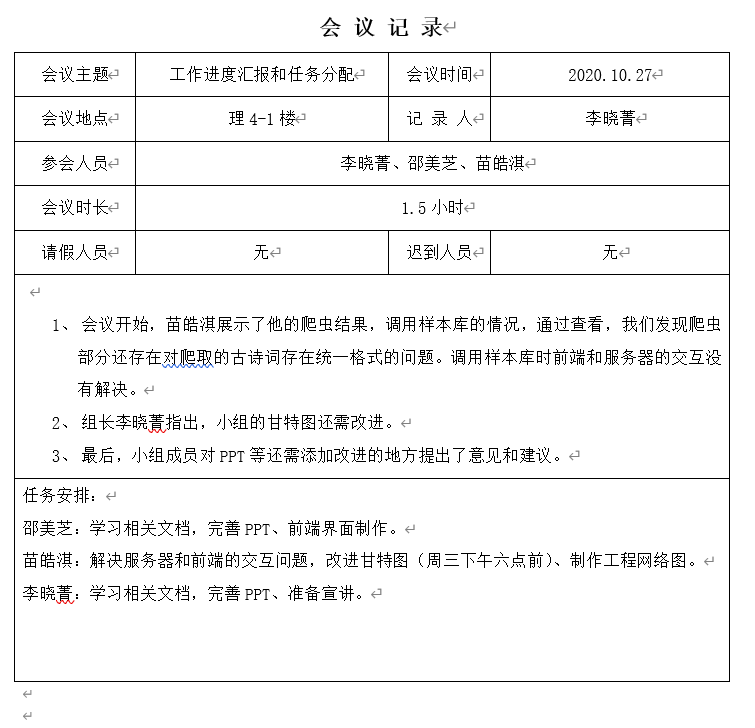 会 议 记 录
会议主题 工作进度汇报和任务分配 会议时间 2020.10.27
会议地点 理 4-1 楼 记 录 人 李晓菁
参会人员 李晓菁、邵美芝、苗皓淇
会议时长 1.5 小时
请假人员 无 迟到人员 无
1、 会议开始，苗皓淇展示了他的爬虫结果，调用样本库的情况，通过查看，我们发现爬虫
部分还存在对爬取的古诗词存在统一格式的问题。调用样本库时前端和服务器的交互没
有解决。
2、 组长李晓菁指出，小组的甘特图还需改进。
3、 最后，小组成员对 PPT 等还需添加改进的地方提出了意见和建议。
任务安排：
邵美芝：学习相关文档，完善 PPT、前端界面制作。
苗皓淇：解决服务器和前端的交互问题，改进甘特图（周三下午六点前）、制作工程网络图。
李晓菁：学习相关文档，完善 PPT、准备宣讲。